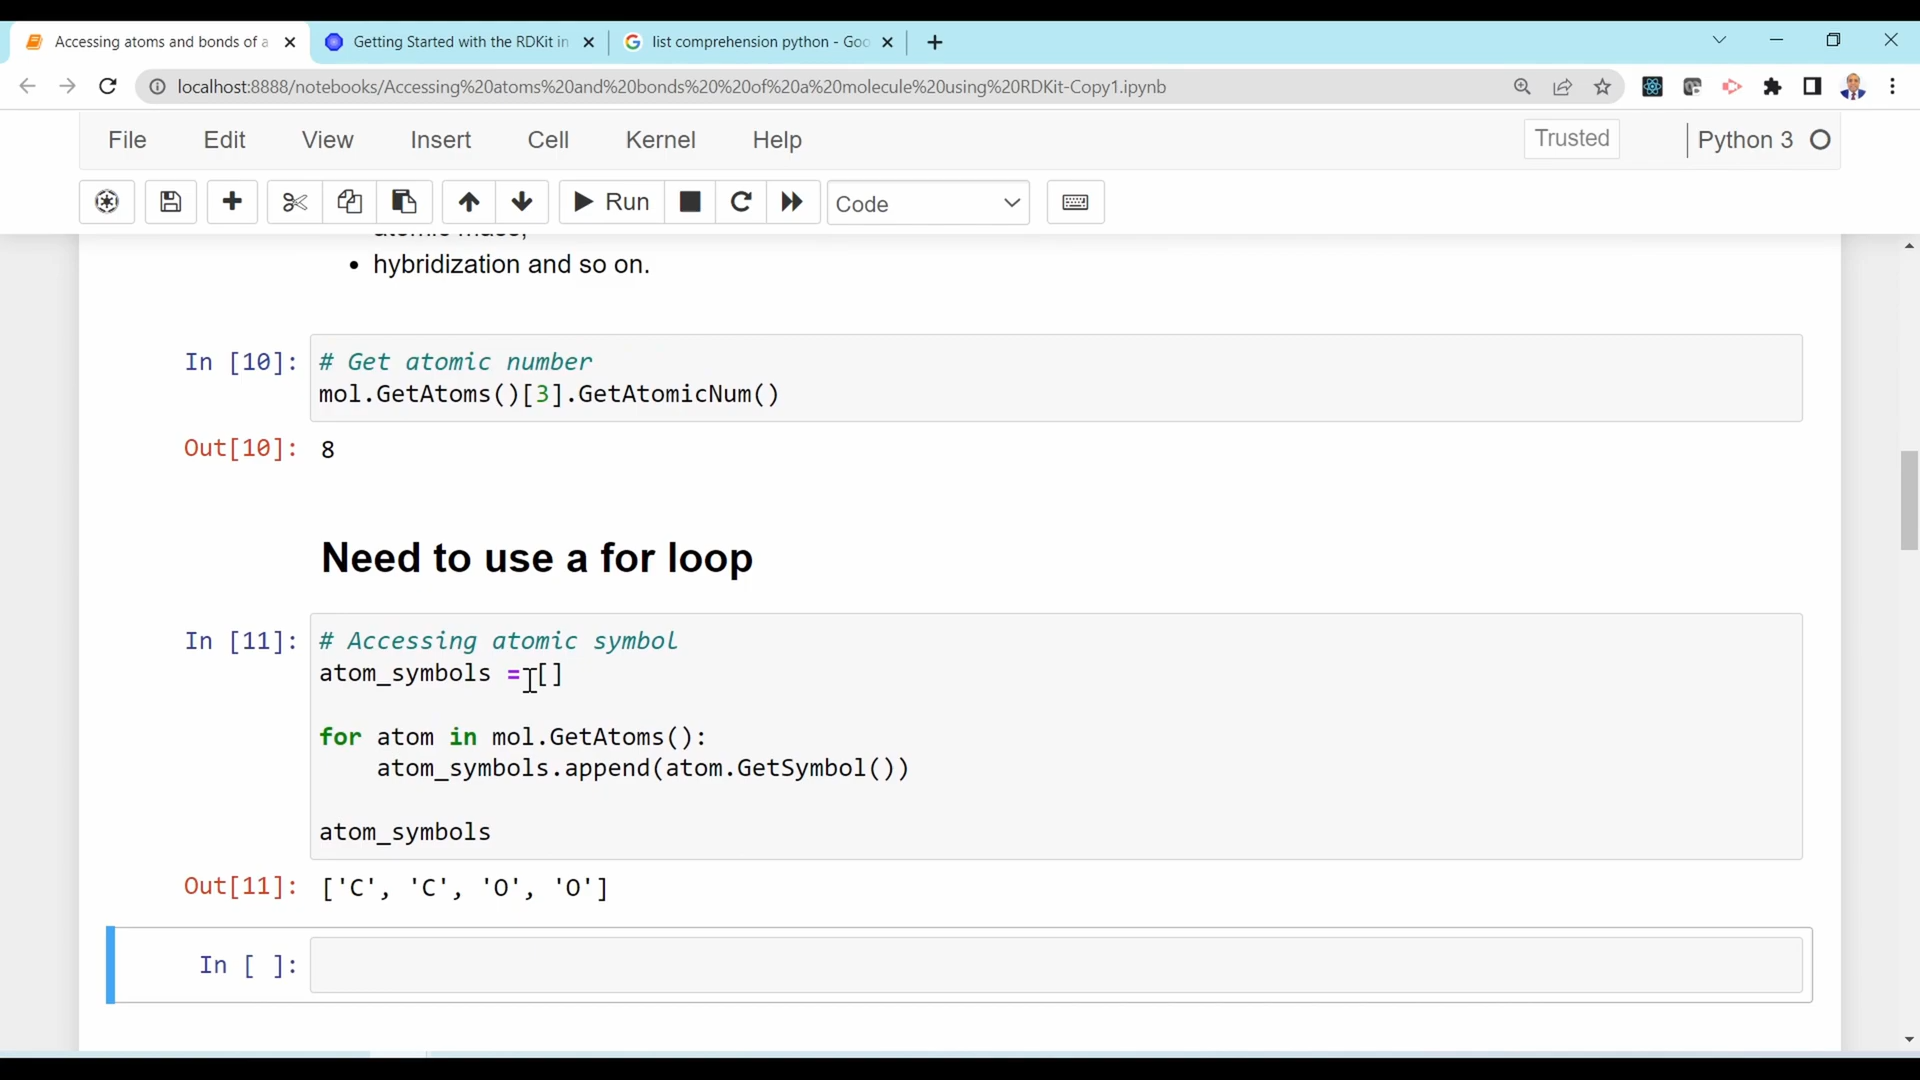 Accessing atoms and bonds of a
Getting Started with the RDKit in
list comprehension python - Goo
localhost:8888/notebooks/Accessing%20atoms%20and%20bonds%20%20of%20a%20molecule%20using%20RDKit-Copy1.ipynb
File Edit View Insert Cell Kernel Help Trusted Python 3
Run Code
atomic mass,
• hybridization and so on.
In [10]: # Get atomic number
mol.GetAtoms()[3].GetAtomicNum()
Out[10]: 8
Need to use a for loop
In [11]: # Accessing atomic symbol
atom_symbols = []
for atom in mol.GetAtoms():
    atom_symbols.append(atom.GetSymbol())
atom_symbols
Out[11]: ['C', 'C', 'O', 'O']
In [ ]: